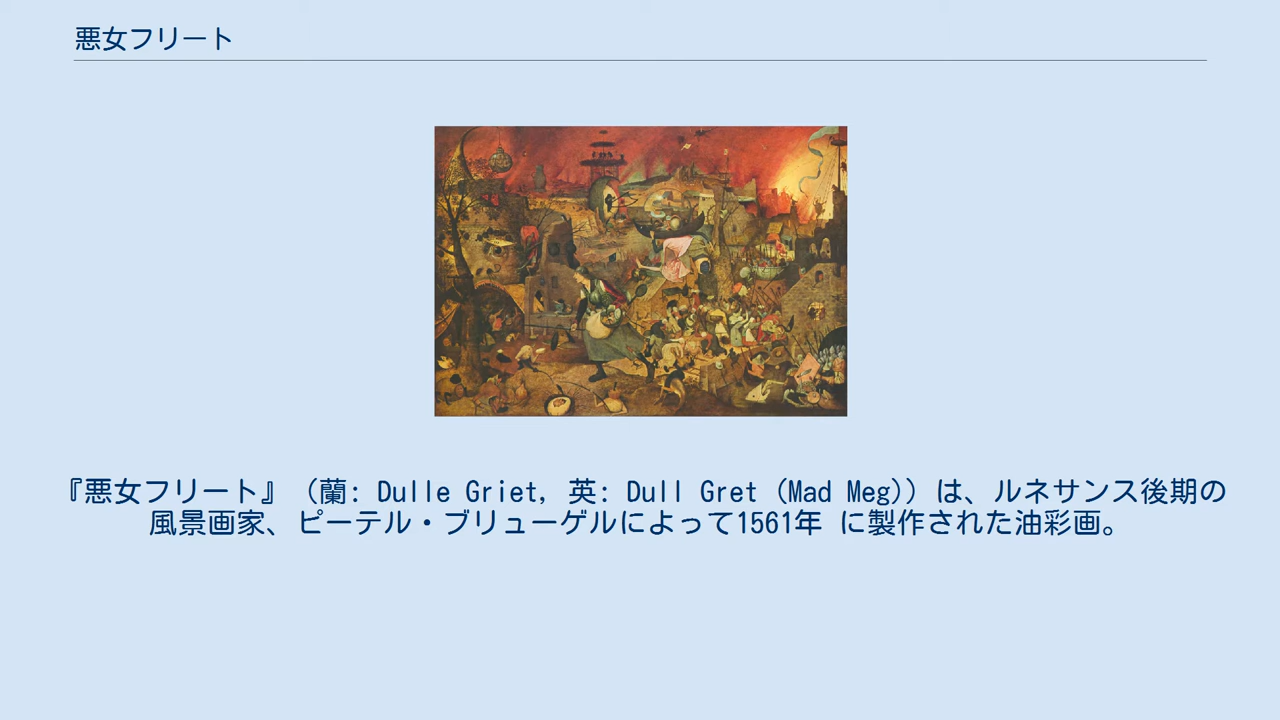 悪女フリート
『悪女フリート』（蘭: Dulle Griet, 英: Dull Gret (Mad Meg)）は、ルネサンス後期の
風景画家、ピーテル・ブリューゲルによって1561年 に製作された油彩画。